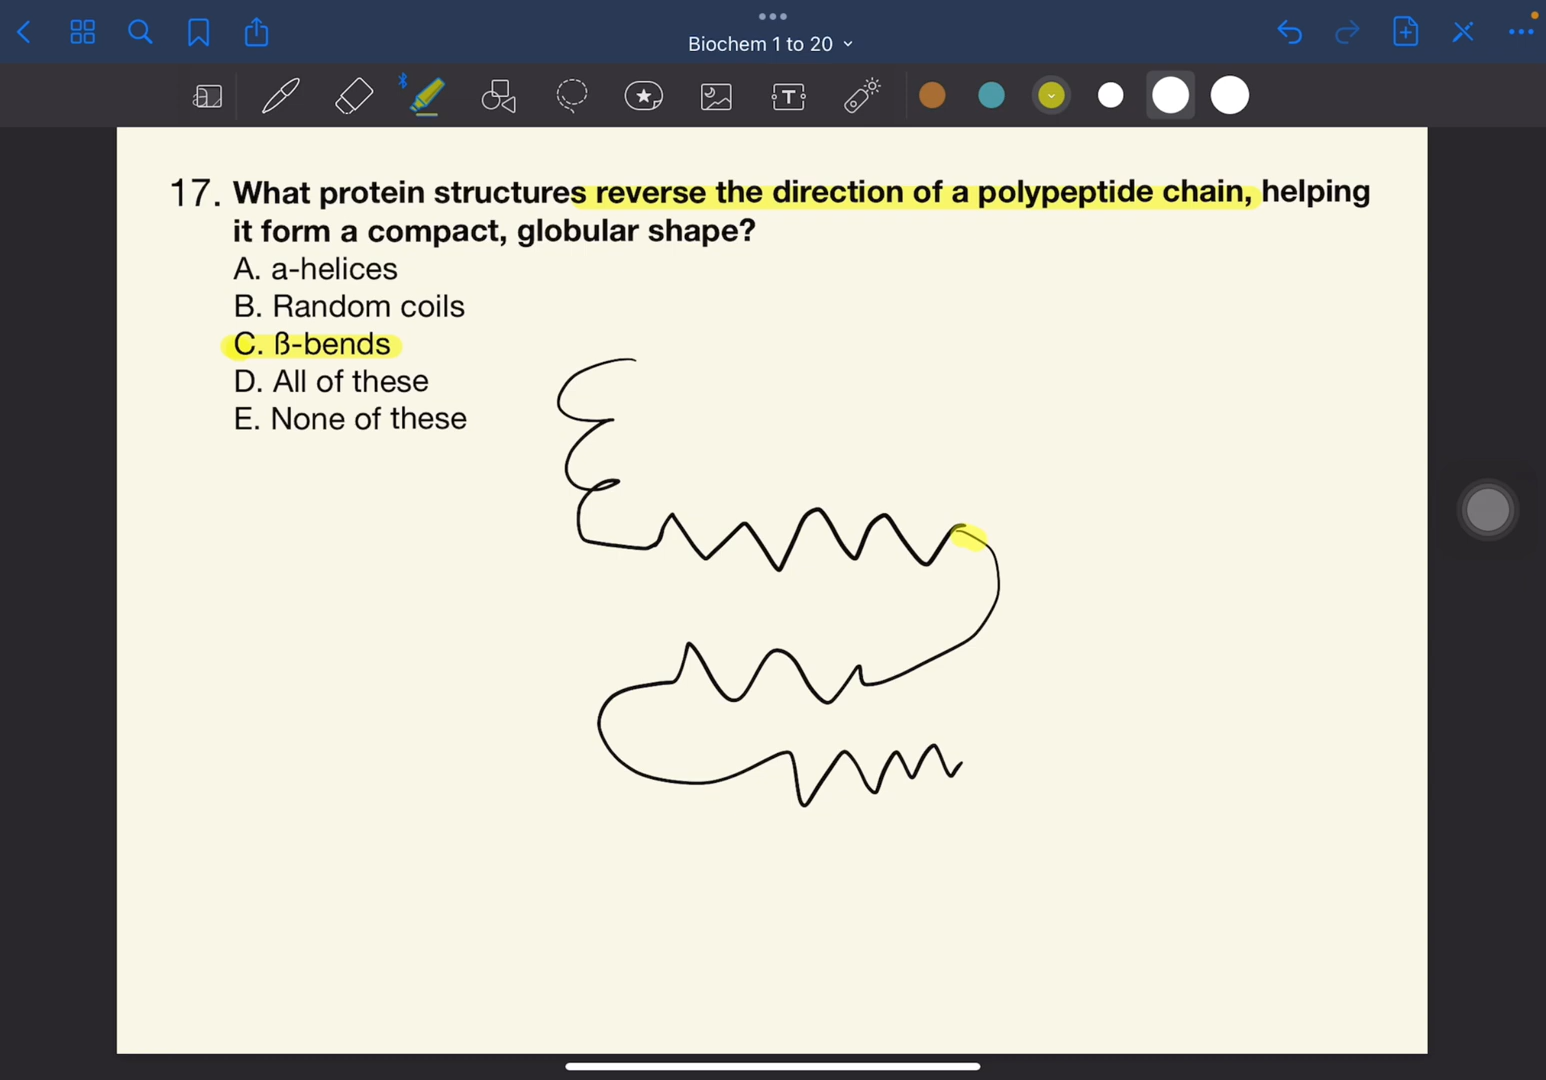 Biochem 1 to 20
T
17. What protein structures reverse the direction of a polypeptide chain, helping
it form a compact, globular shape?
A. a-helices
B. Random coils
C. ß-bends
D. All of these
E. None of these